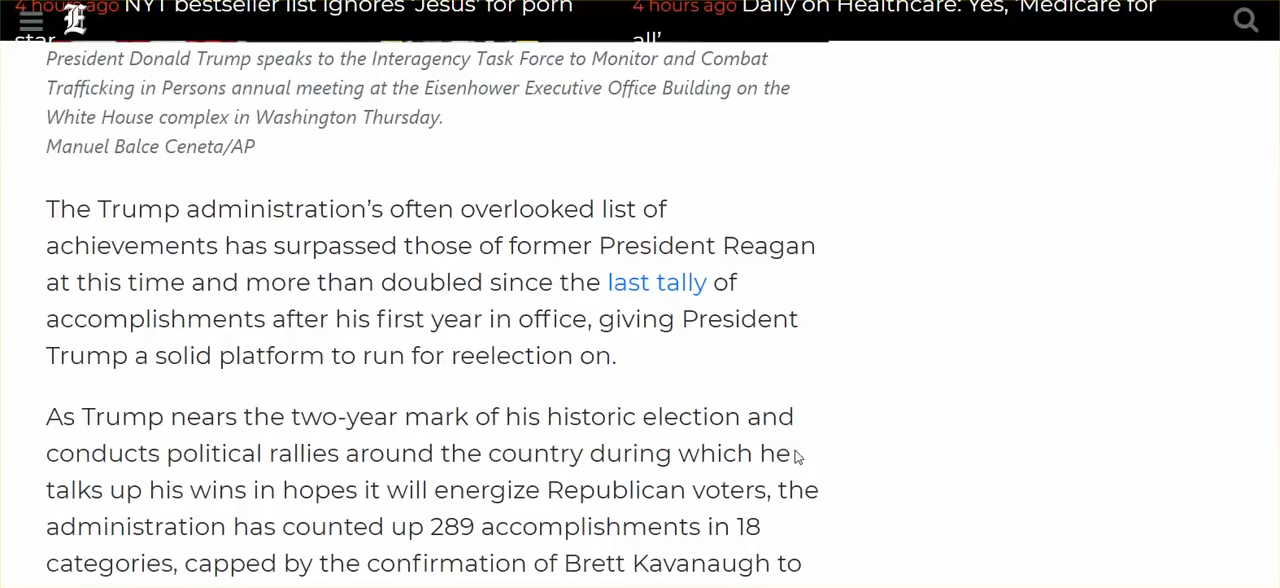 4 hours ago NYT bestseller list ignores 'Jesus' for porn
star
4 hours ago Daily on Healthcare: Yes, 'Medicare for
all'
E
President Donald Trump speaks to the Interagency Task Force to Monitor and Combat
Trafficking in Persons annual meeting at the Eisenhower Executive Office Building on the
White House complex in Washington Thursday.
Manuel Balce Ceneta/AP
The Trump administration's often overlooked list of
achievements has surpassed those of former President Reagan
at this time and more than doubled since the last tally of
accomplishments after his first year in office, giving President
Trump a solid platform to run for reelection on.
As Trump nears the two-year mark of his historic election and
conducts political rallies around the country during which he
talks up his wins in hopes it will energize Republican voters, the
administration has counted up 289 accomplishments in 18
categories, capped by the confirmation of Brett Kavanaugh to